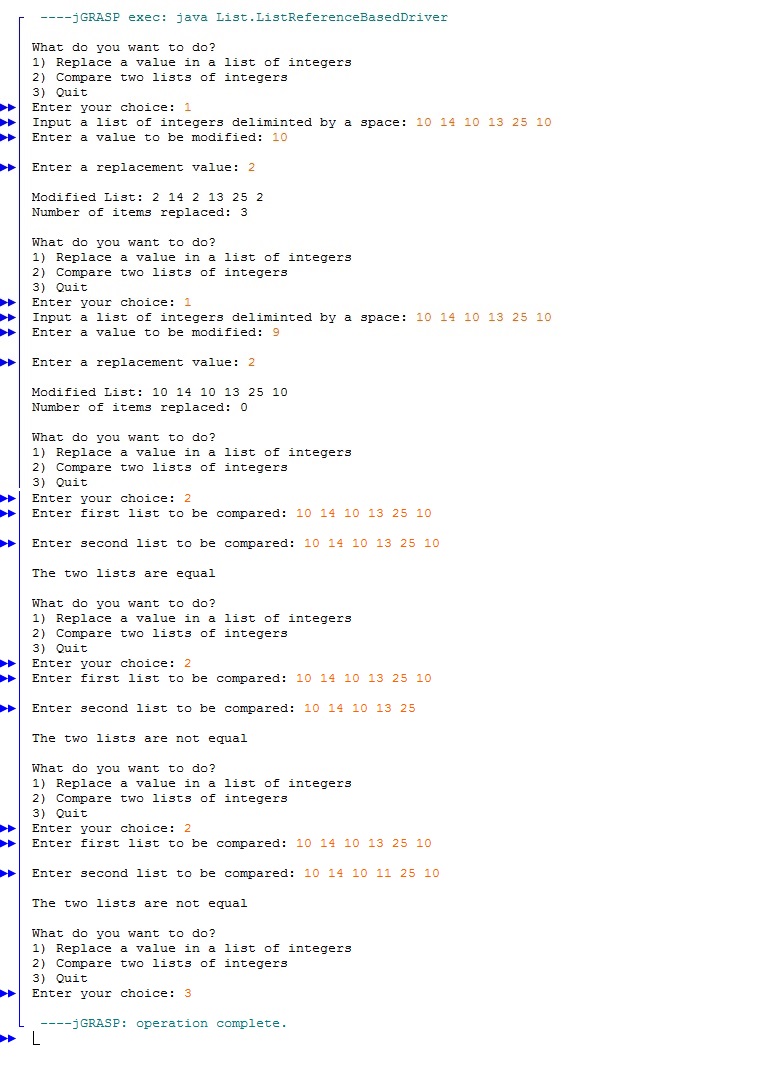 ----jGRASP exec: java List.ListReferenceBasedDriver
What do you want to do?
1) Replace a value in a list of integers
2) Compare two lists of integers
3) Quit
Enter your choice: 1
Input a list of integers deliminted by a space: 10 14 10 13 25 10
Enter a value to be modified: 10
Enter a replacement value: 2
Modified List: 2 14 2 13 25 2
Number of items replaced: 3
What do you want to do?
1) Replace a value in a list of integers
2) Compare two lists of integers
3) Quit
Enter your choice: 1
Input a list of integers deliminted by a space: 10 14 10 13 25 10
Enter a value to be modified: 9
Enter a replacement value: 2
Modified List: 10 14 10 13 25 10
Number of items replaced: 0
What do you want to do?
1) Replace a value in a list of integers
2) Compare two lists of integers
3) Quit
Enter your choice: 2
Enter first list to be compared: 10 14 10 13 25 10
Enter second list to be compared: 10 14 10 13 25 10
The two lists are equal
What do you want to do?
1) Replace a value in a list of integers
2) Compare two lists of integers
3) Quit
Enter your choice: 2
Enter first list to be compared: 10 14 10 13 25 10
Enter second list to be compared: 10 14 10 13 25
The two lists are not equal
What do you want to do?
1) Replace a value in a list of integers
2) Compare two lists of integers
3) Quit
Enter your choice: 2
Enter first list to be compared: 10 14 10 13 25 10
Enter second list to be compared: 10 14 10 11 25 10
The two lists are not equal
What do you want to do?
1) Replace a value in a list of integers
2) Compare two lists of integers
3) Quit
Enter your choice: 3
----jGRASP: operation complete.